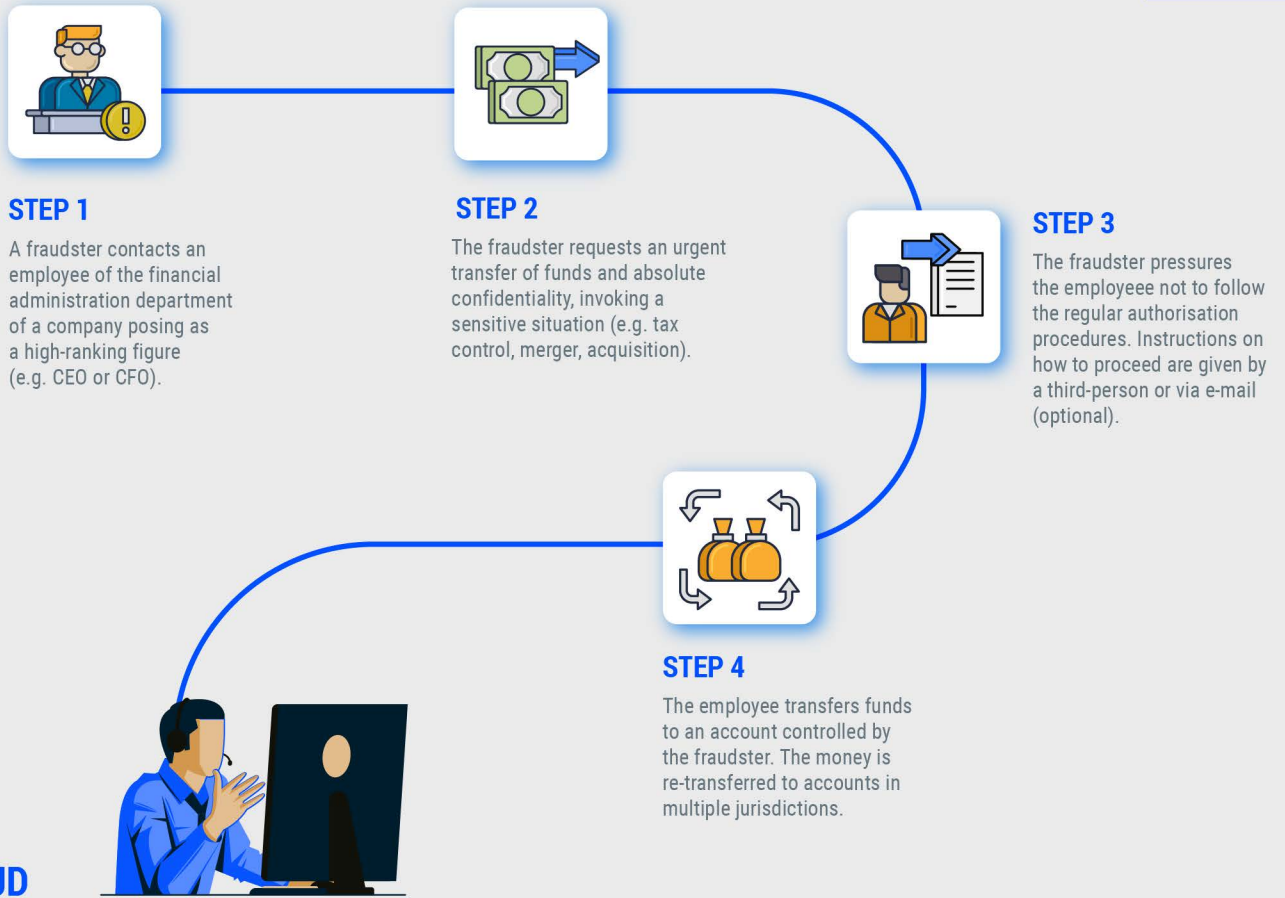 STEP 1
A fraudster contacts an
employee of the financial
administration department
of a company posing as
a high-ranking figure
(e.g. CEO or CFO).
STEP 2
The fraudster requests an urgent
transfer of funds and absolute
confidentiality, invoking a
sensitive situation (e.g. tax
control, merger, acquisition).
STEP 3
The fraudster pressures
the employeee not to follow
the regular authorisation
procedures. Instructions on
how to proceed are given by
a third-person or via e-mail
(optional).
STEP 4
The employee transfers funds
to an account controlled by
the fraudster. The money is
re-transferred to accounts in
multiple jurisdictions.